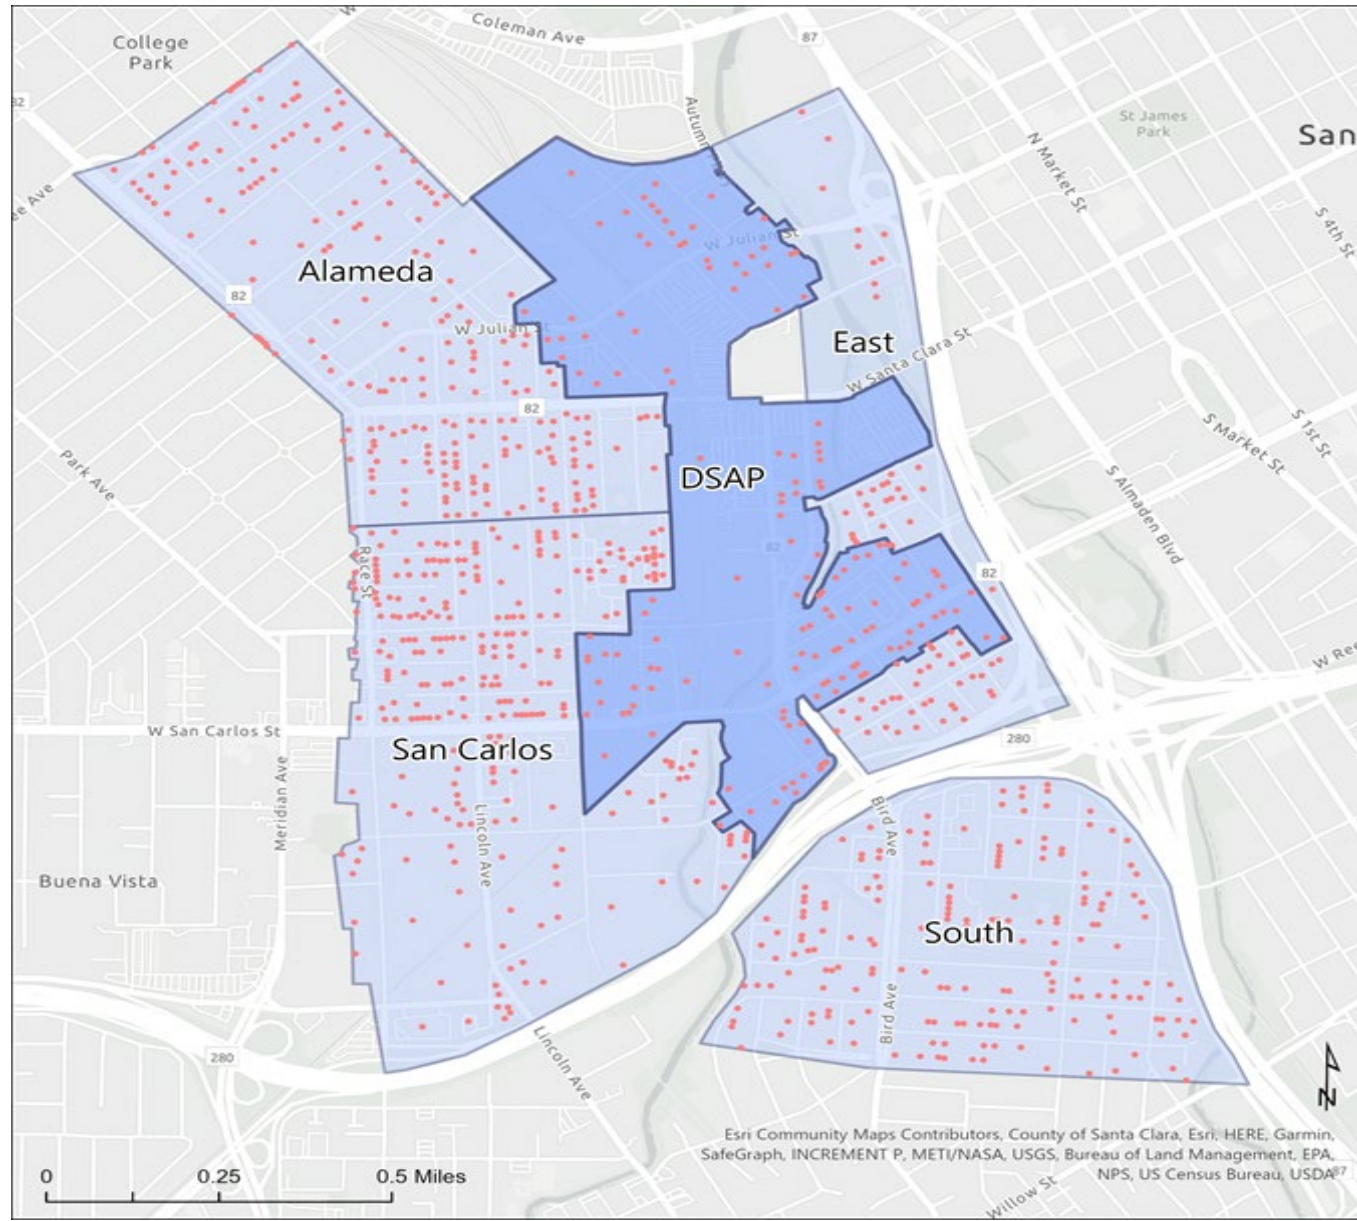 College
Park
Coleman Ave
87
82
St James
Park
San
N Market St
S 4th St
ee Ave
W Julian St
Alameda
82
W Julian St
East
W Santa Clara St
82
S Market St
S 1st St
Park Ave
DSAP
S Almaden Blvd
82
82
Race St
W San Carlos St
San Carlos
280
Meridian Ave
Lincoln Ave
Bird Ave
Buena Vista
South
Bird Ave
280
Lincoln Ave
N
Esri Community Maps Contributors, County of Santa Clara, Esri, HERE, Garmin,
SafeGraph, INCREMENT P, METI/NASA, USGS, Bureau of Land Management, EPA,
NPS, US Census Bureau, USDA
87
0 0.25 0.5 Miles
Willow St